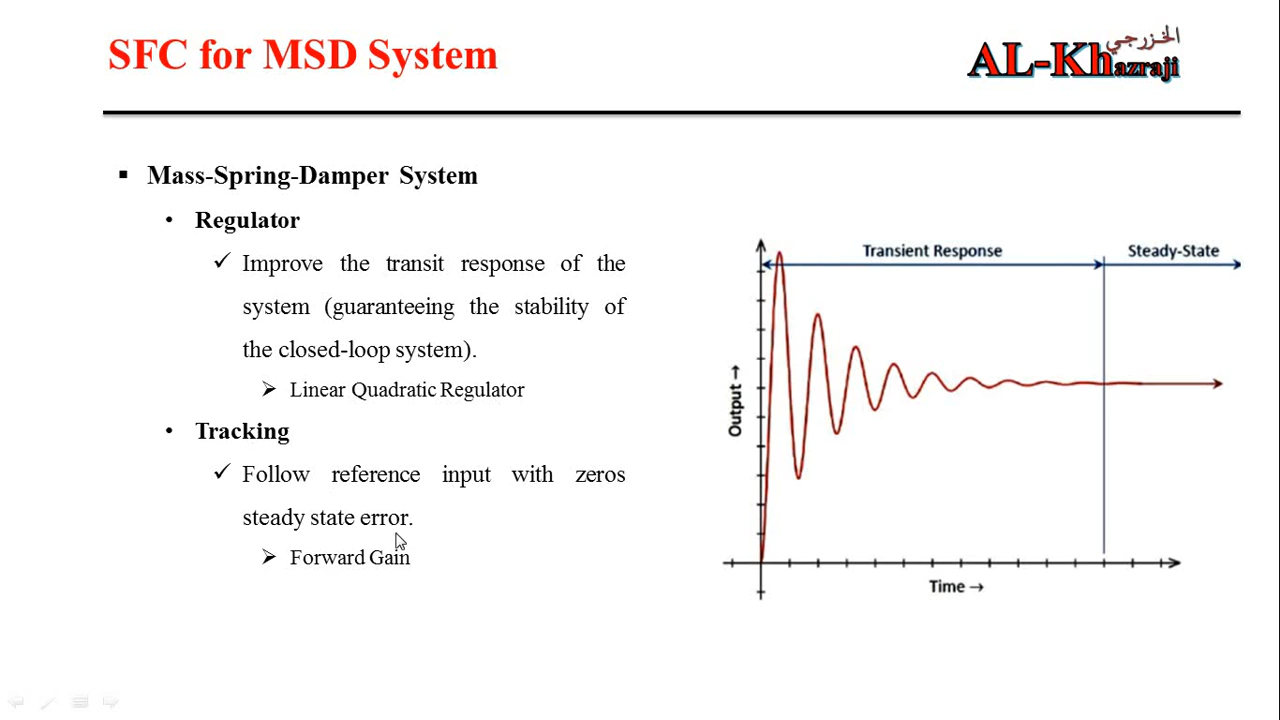 SFC for MSD System
الخزرجي
AL-Khazraji
▪ Mass-Spring-Damper System
• Regulator
✓ Improve the transit response of the
system (guaranteeing the stability of
the closed-loop system).
➢ Linear Quadratic Regulator
• Tracking
✓ Follow reference input with zeros
steady state error.
➢ Forward Gain
Transient Response
Steady-State
Output →
Time →